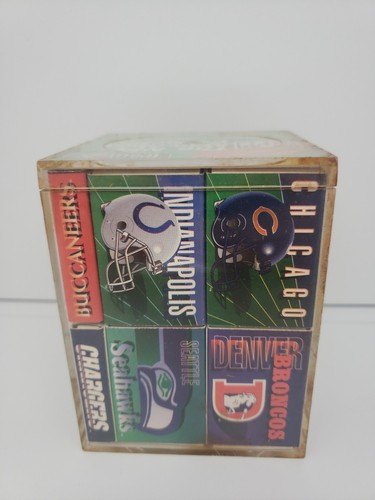 BUCCANEERS
INDIANAPOLIS
C
CHICAGO
CHARGERS
SEATTLE
Seahawks
DENVER
BRONCOS
D